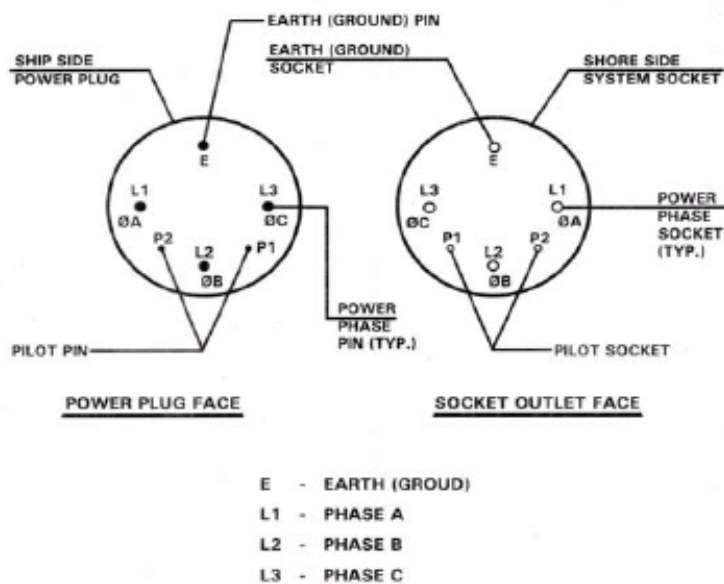 EARTH (GROUND) PIN
EARTH (GROUND)
SOCKET
SHIP SIDE
POWER PLUG
SHORE SIDE
SYSTEM SOCKET
E
L1
ØA
L3
ØC
P2
L2
ØB
P1
POWER
PHASE
PIN (TYP.)
PILOT PIN
E
L3
ØC
L1
ØA
P1
L2
ØB
P2
POWER
PHASE
SOCKET
(TYP.)
PILOT SOCKET
POWER PLUG FACE
SOCKET OUTLET FACE
E - EARTH (GROUD)
L1 - PHASE A
L2 - PHASE B
L3 - PHASE C